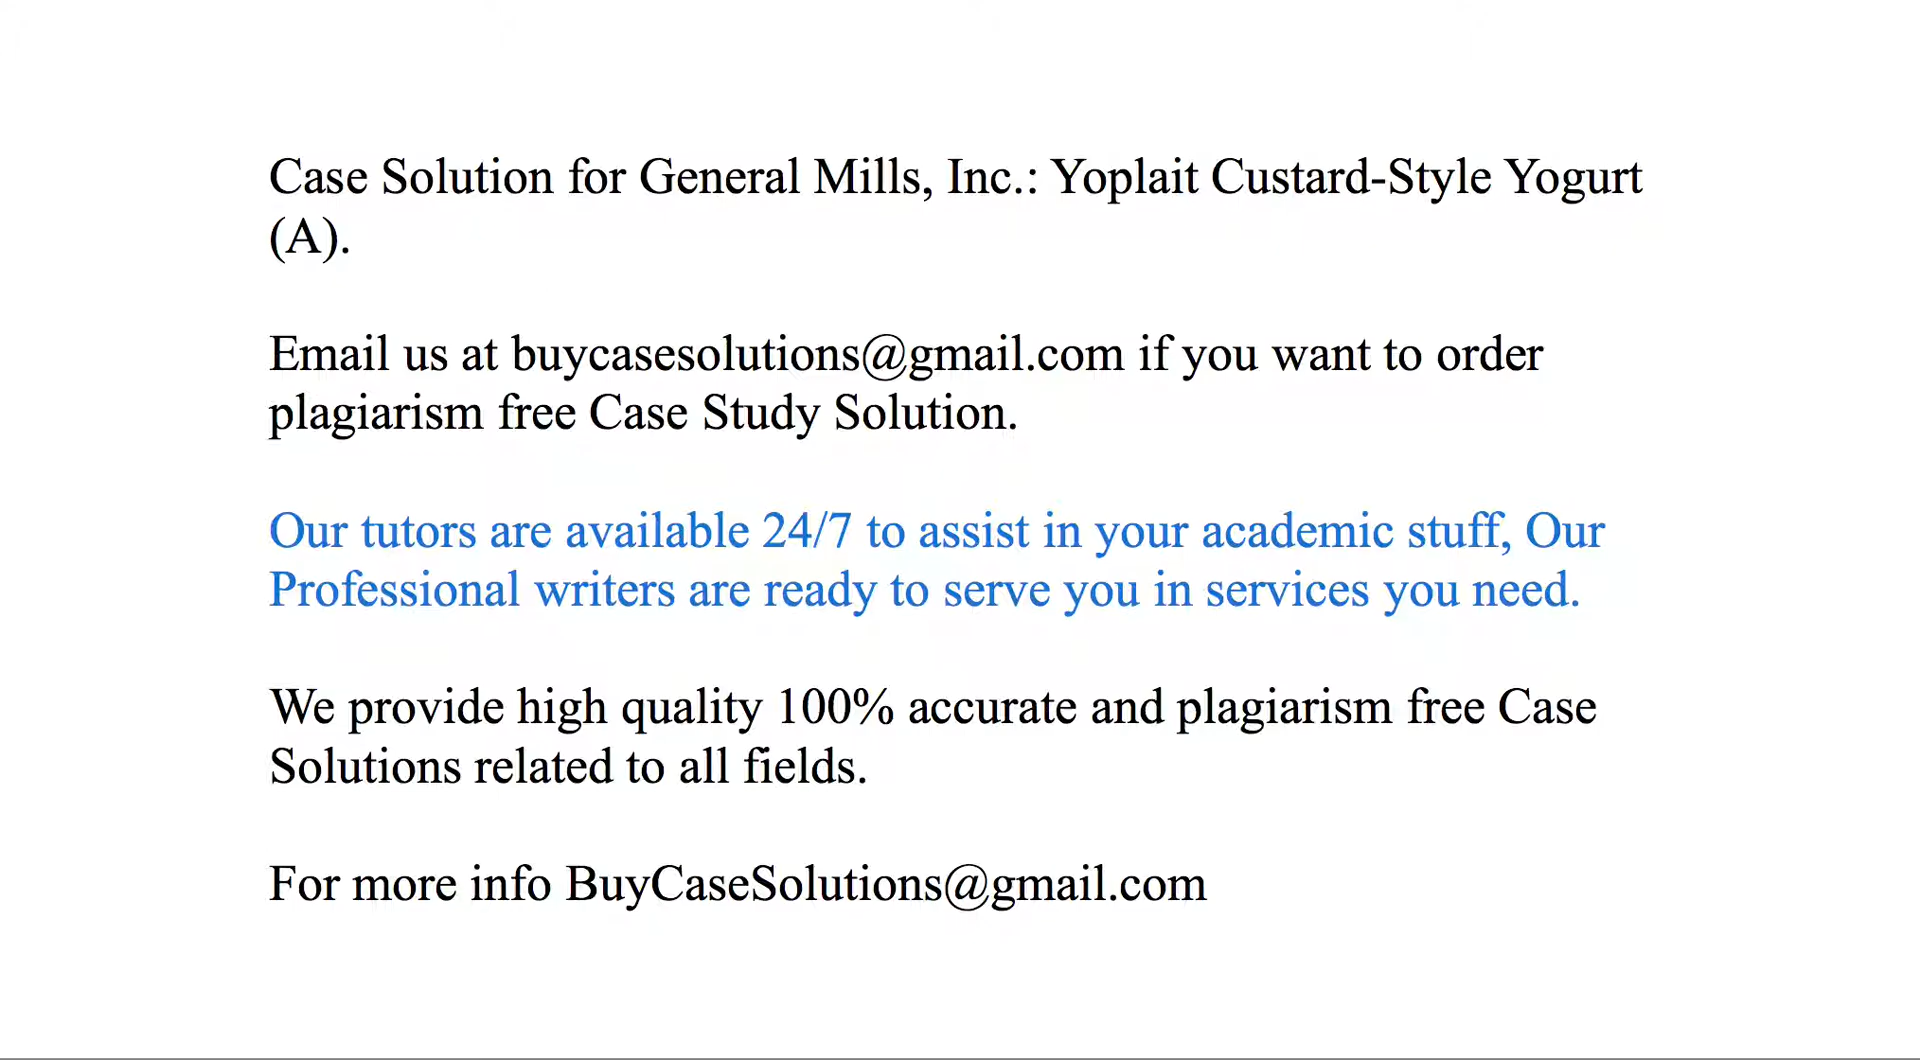 Case Solution for General Mills, Inc.: Yoplait Custard-Style Yogurt
(A).
Email us at buycasesolutions@gmail.com if you want to order
plagiarism free Case Study Solution.
Our tutors are available 24/7 to assist in your academic stuff, Our
Professional writers are ready to serve you in services you need.
We provide high quality 100% accurate and plagiarism free Case
Solutions related to all fields.
For more info BuyCaseSolutions@gmail.com